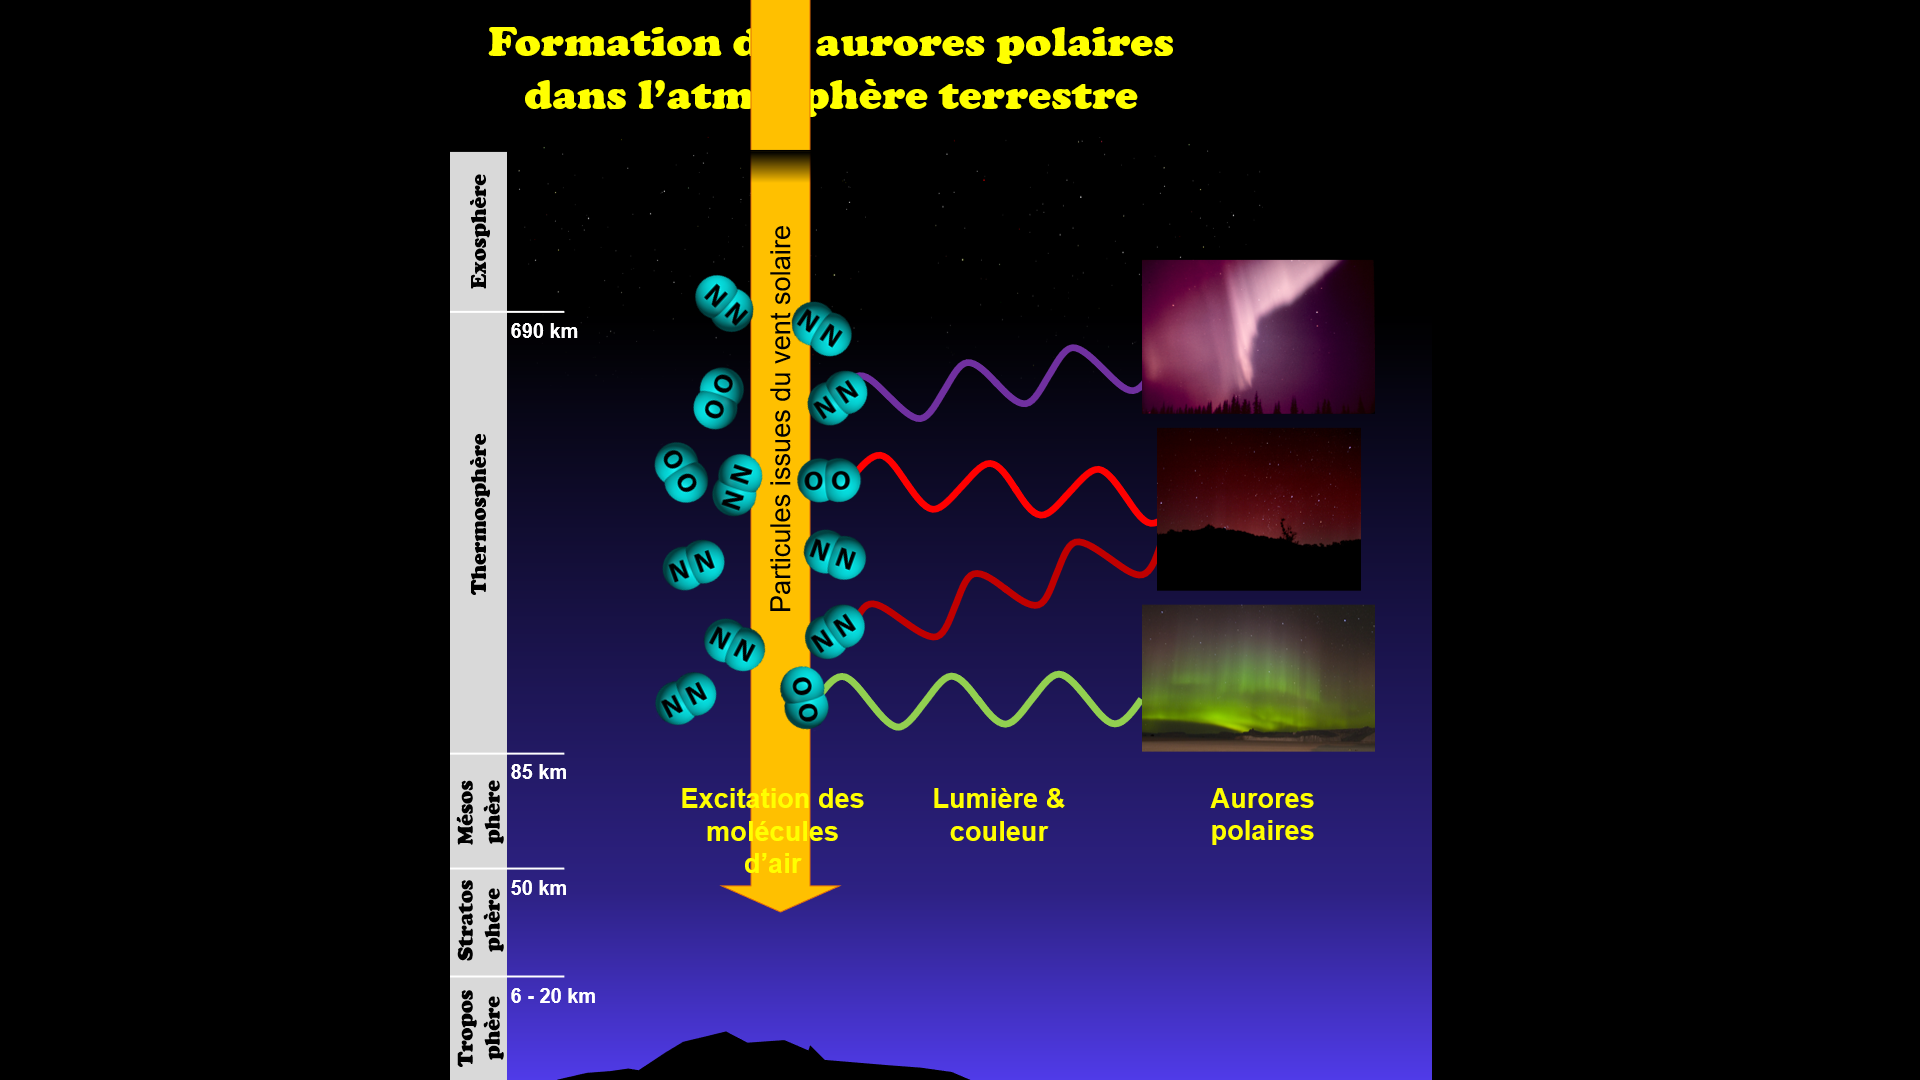 Formation d aurores polaires
dans l’atm phère terrestre
Exosphère
690 km
Thermosphère
85 km
Mésos
phère
50 km
Stratos
phère
6 - 20 km
Tropos
phère
Particules issues du vent solaire
N N
N N
O O
N N
O O
N N
O O
N N
N N
N N
N N
N N
O O
Excitation des
molécules
d’air
Lumière &
couleur
Aurores
polaires